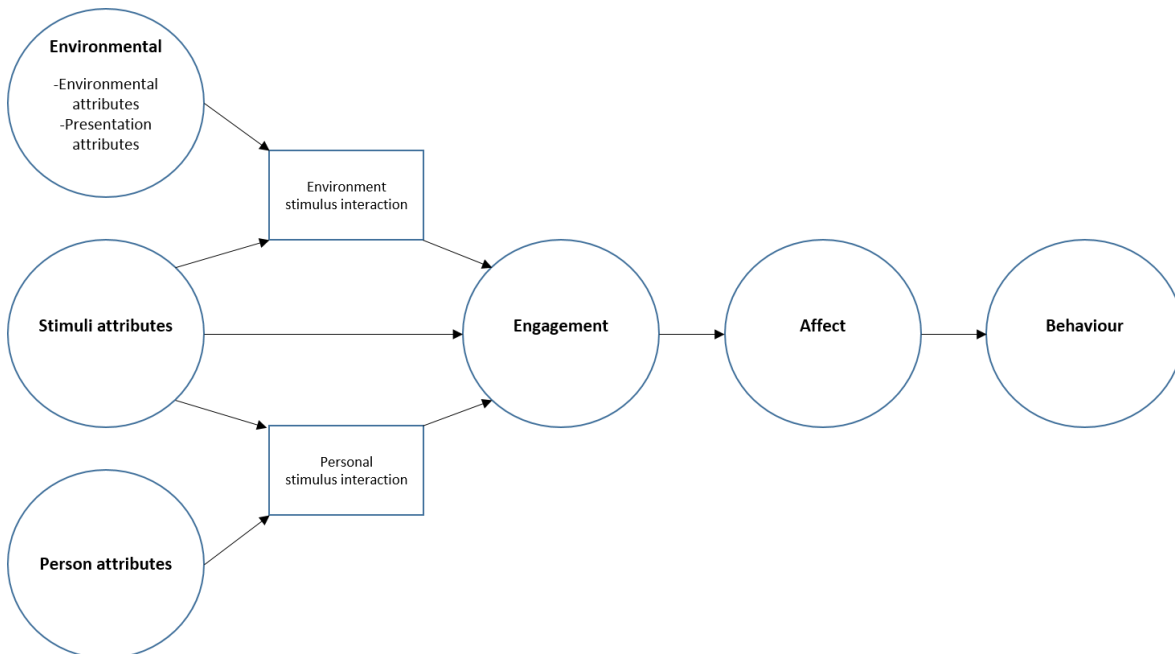 Environmental
-Environmental
attributes
-Presentation
attributes
Environment
stimulus interaction
Stimuli attributes
Engagement
Affect
Behaviour
Personal
stimulus interaction
Person attributes